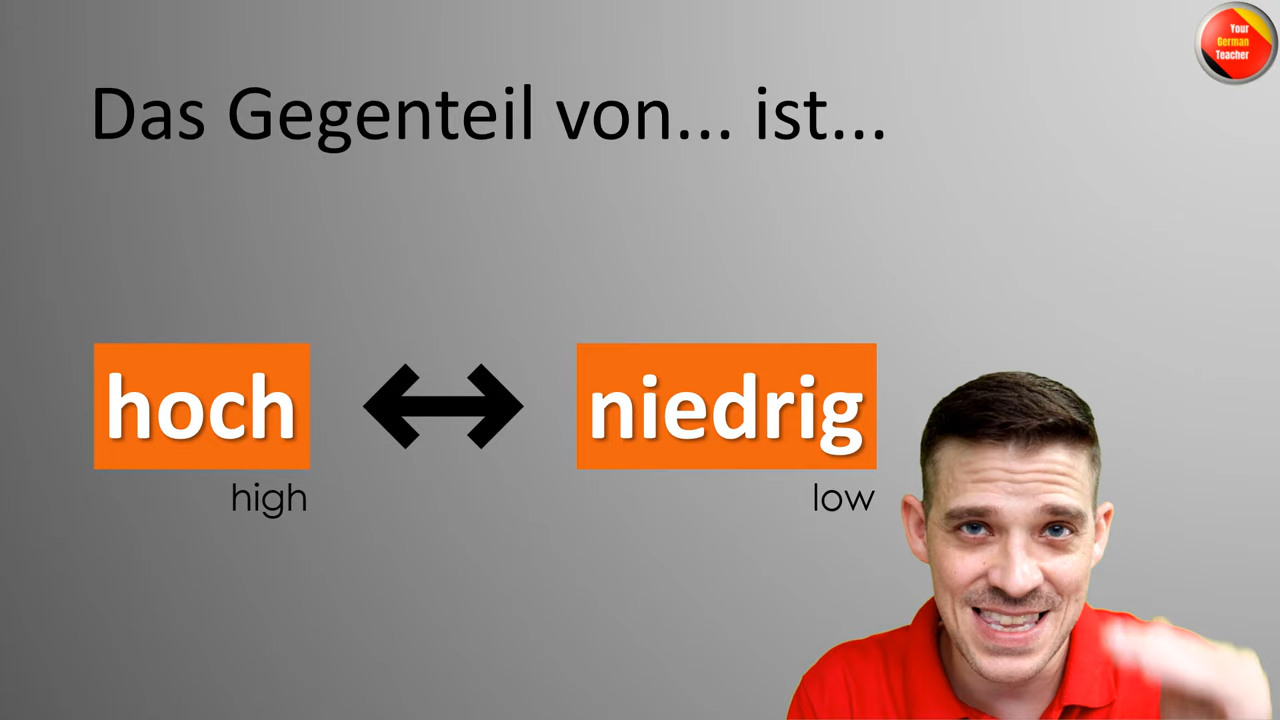 Your
German
Teacher
Das Gegenteil von... ist...
hoch
niedrig
high
low